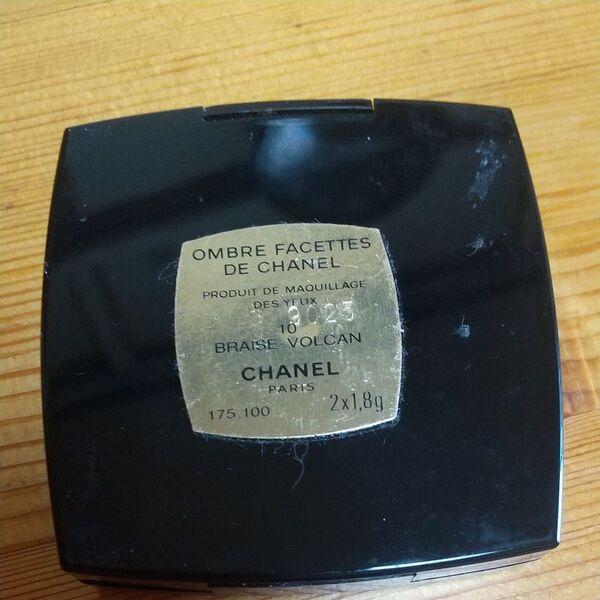 OMBRE FACETTES
DE CHANEL
PRODUIT DE MAQUILLAGE
DES YEUX
9025
10
BRAISE-VOLCAN
CHANEL
PARIS
175.100 2x1,8g